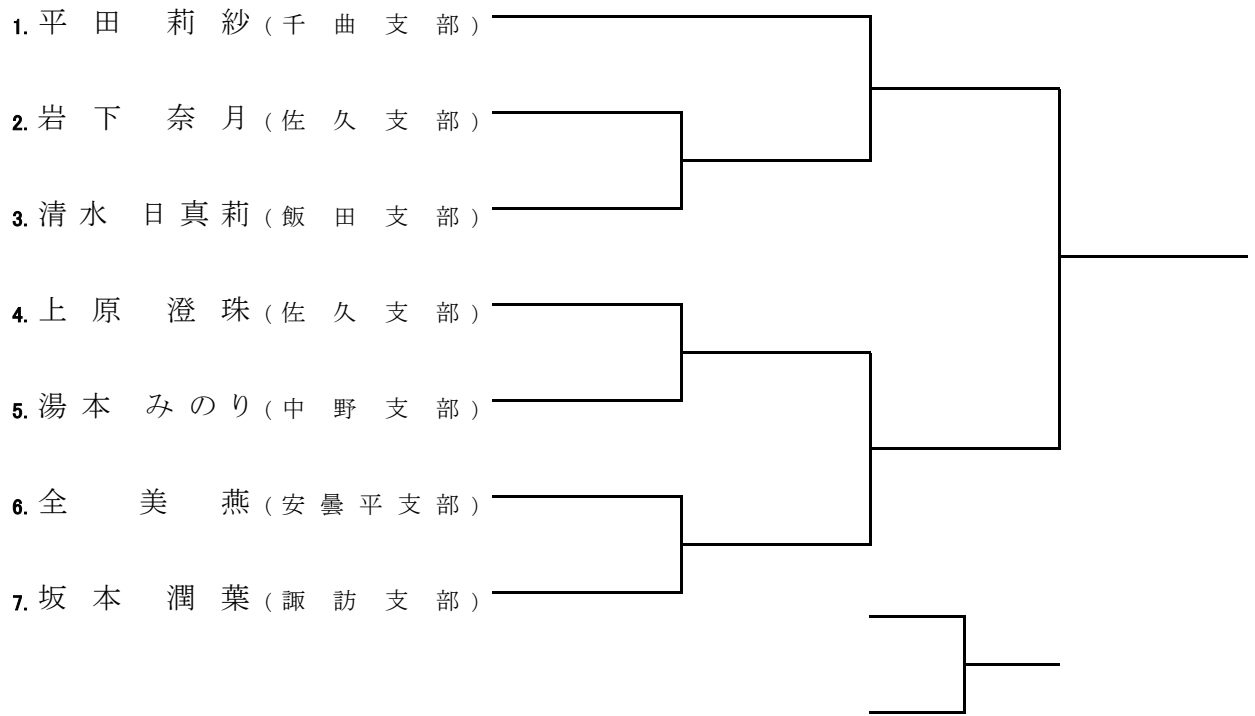 1. 平田 莉紗 (千曲支部)
2. 岩下 奈月 (佐久支部)
3. 清水 日真莉 (飯田支部)
4. 上原 澄珠 (佐久支部)
5. 湯本 みのり (中野支部)
6. 全 美燕 (安曇平支部)
7. 坂本 潤葉 (諏訪支部)